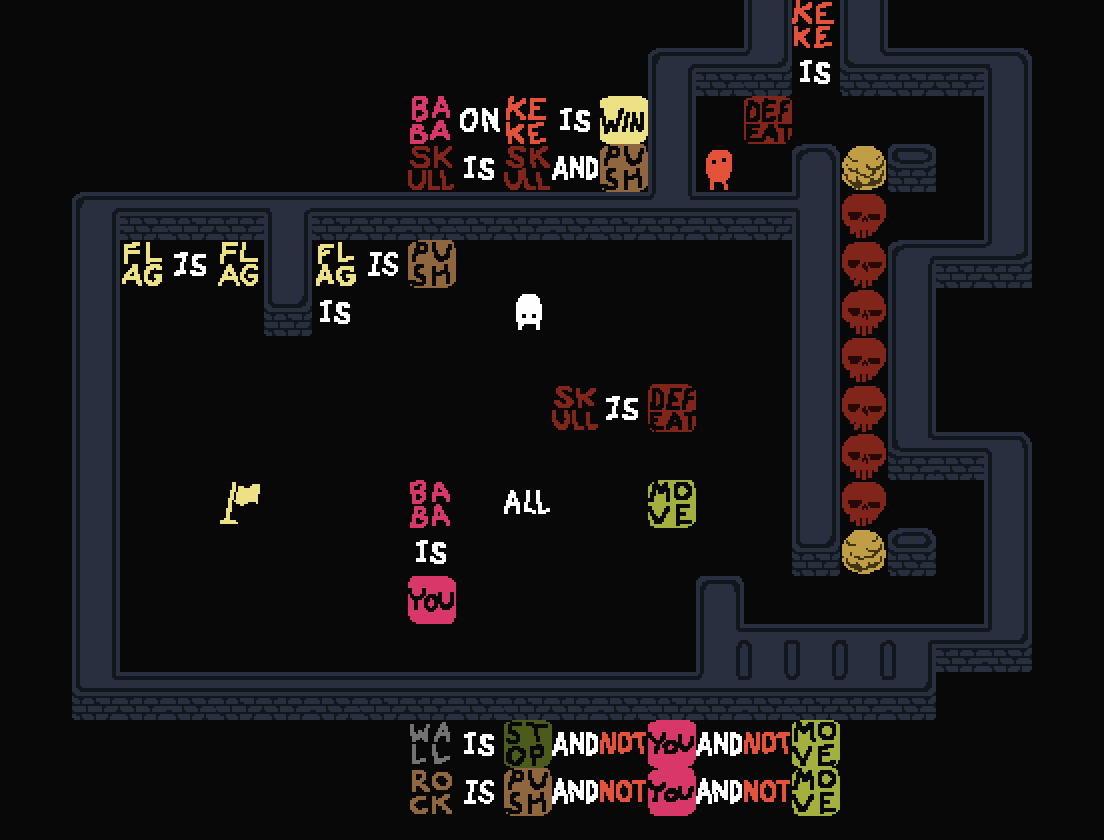 KEKE
IS
DEFEAT
BABA ON KEKE IS WIN
SKULL IS SKULL AND PUSH
FLAG IS FLAG
FLAG IS PUSH
IS
SKULL IS DEFEAT
BABA ALL MOVE
IS
YOU
WALL IS STOP AND NOT YOU AND NOT MOVE
ROCK IS PUSH AND NOT YOU AND NOT MOVE